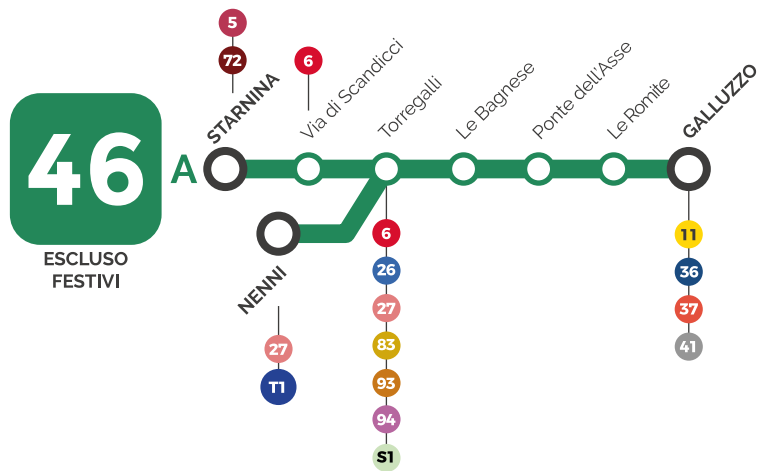 46
ESCLUSO
FESTIVI
A
5
72
6
STARNINA
Via di Scandicci
Torregalli
Le Bagnese
Ponte dell'Asse
Le Romite
GALLUZZO
NENNI
27
T1
6
26
27
83
93
94
S1
11
36
37
41